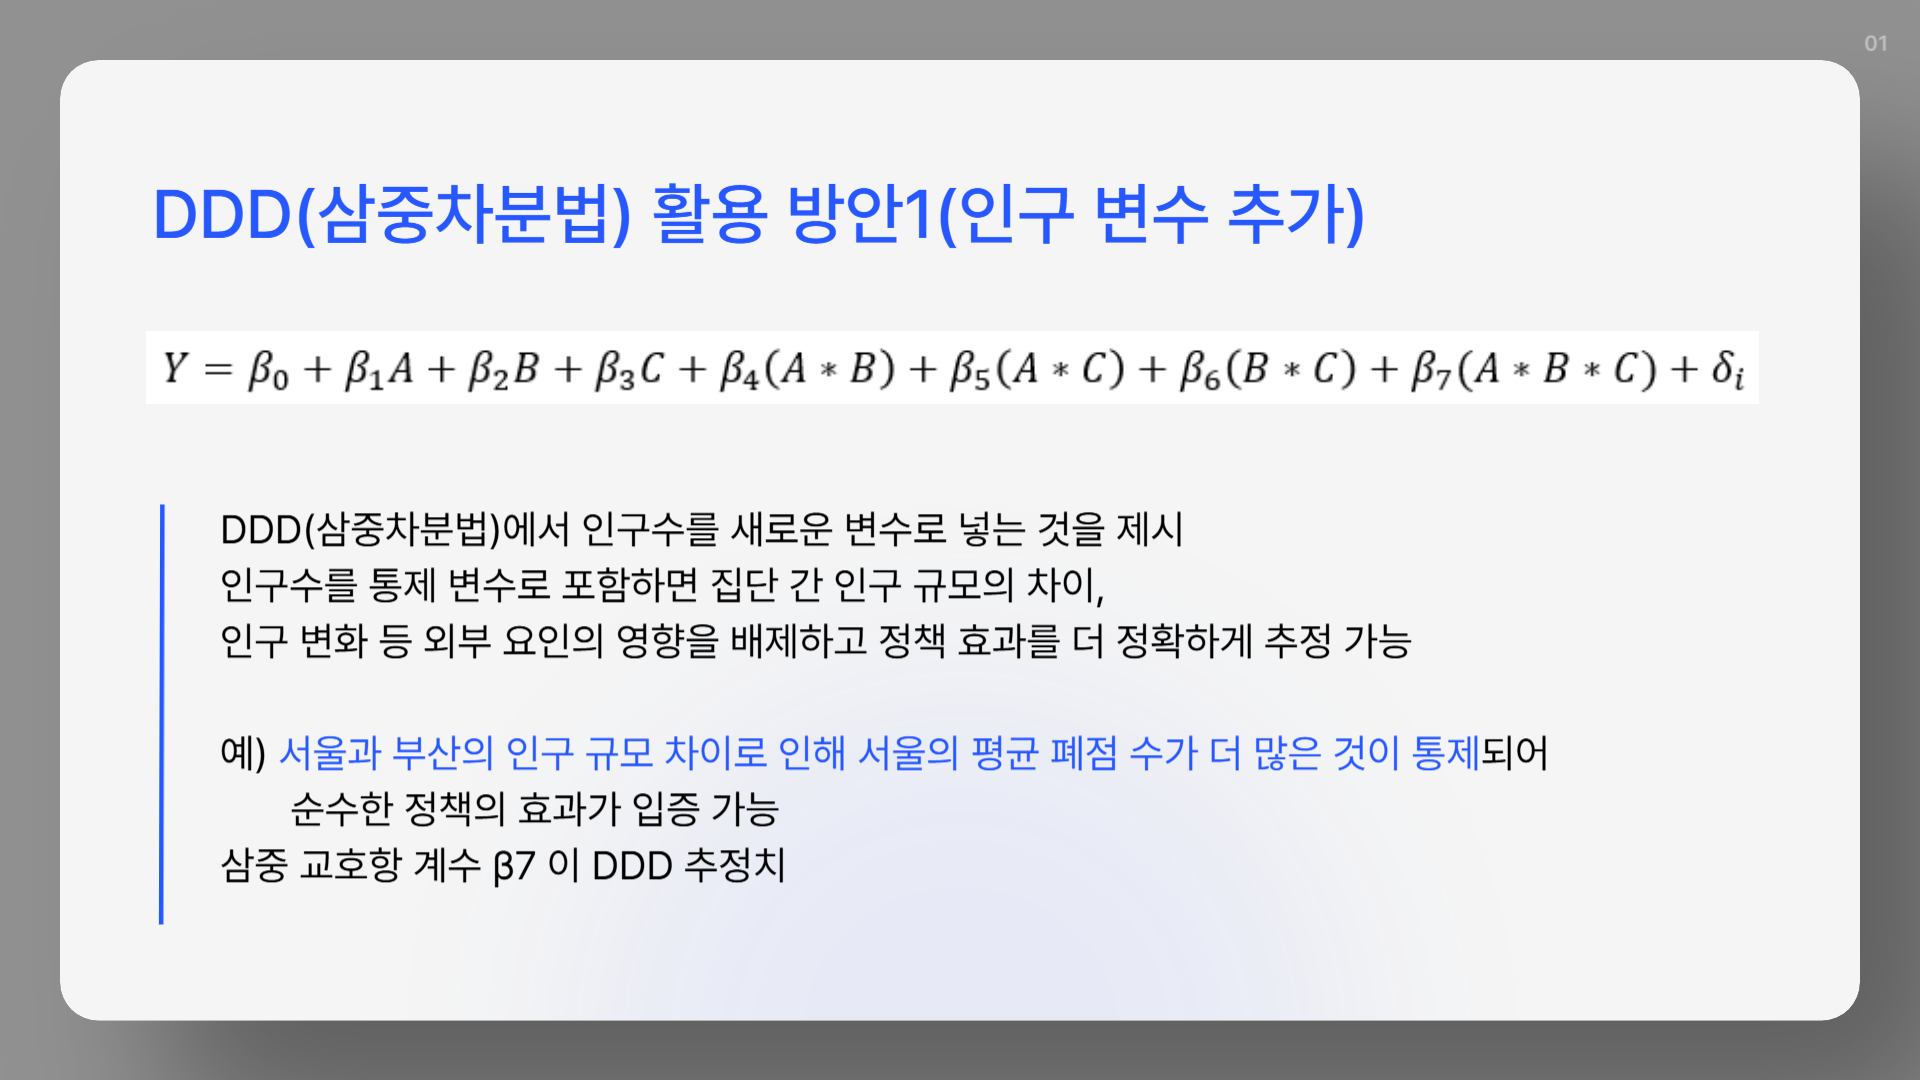 01
DDD(삼중차분법) 활용 방안1(인구 변수 추가)
Y = β₀ + β₁A + β₂B + β₃C + β₄(A * B) + β₅(A * C) + β₆(B * C) + β₇(A * B * C) + δᵢ
DDD(삼중차분법)에서 인구수를 새로운 변수로 넣는 것을 제시
인구수를 통제 변수로 포함하면 집단 간 인구 규모의 차이,
인구 변화 등 외부 요인의 영향을 배제하고 정책 효과를 더 정확하게 추정 가능
예) 서울과 부산의 인구 규모 차이로 인해 서울의 평균 폐점 수가 더 많은 것이 통제되어
순수한 정책의 효과가 입증 가능
삼중 교호항 계수 β7 이 DDD 추정치